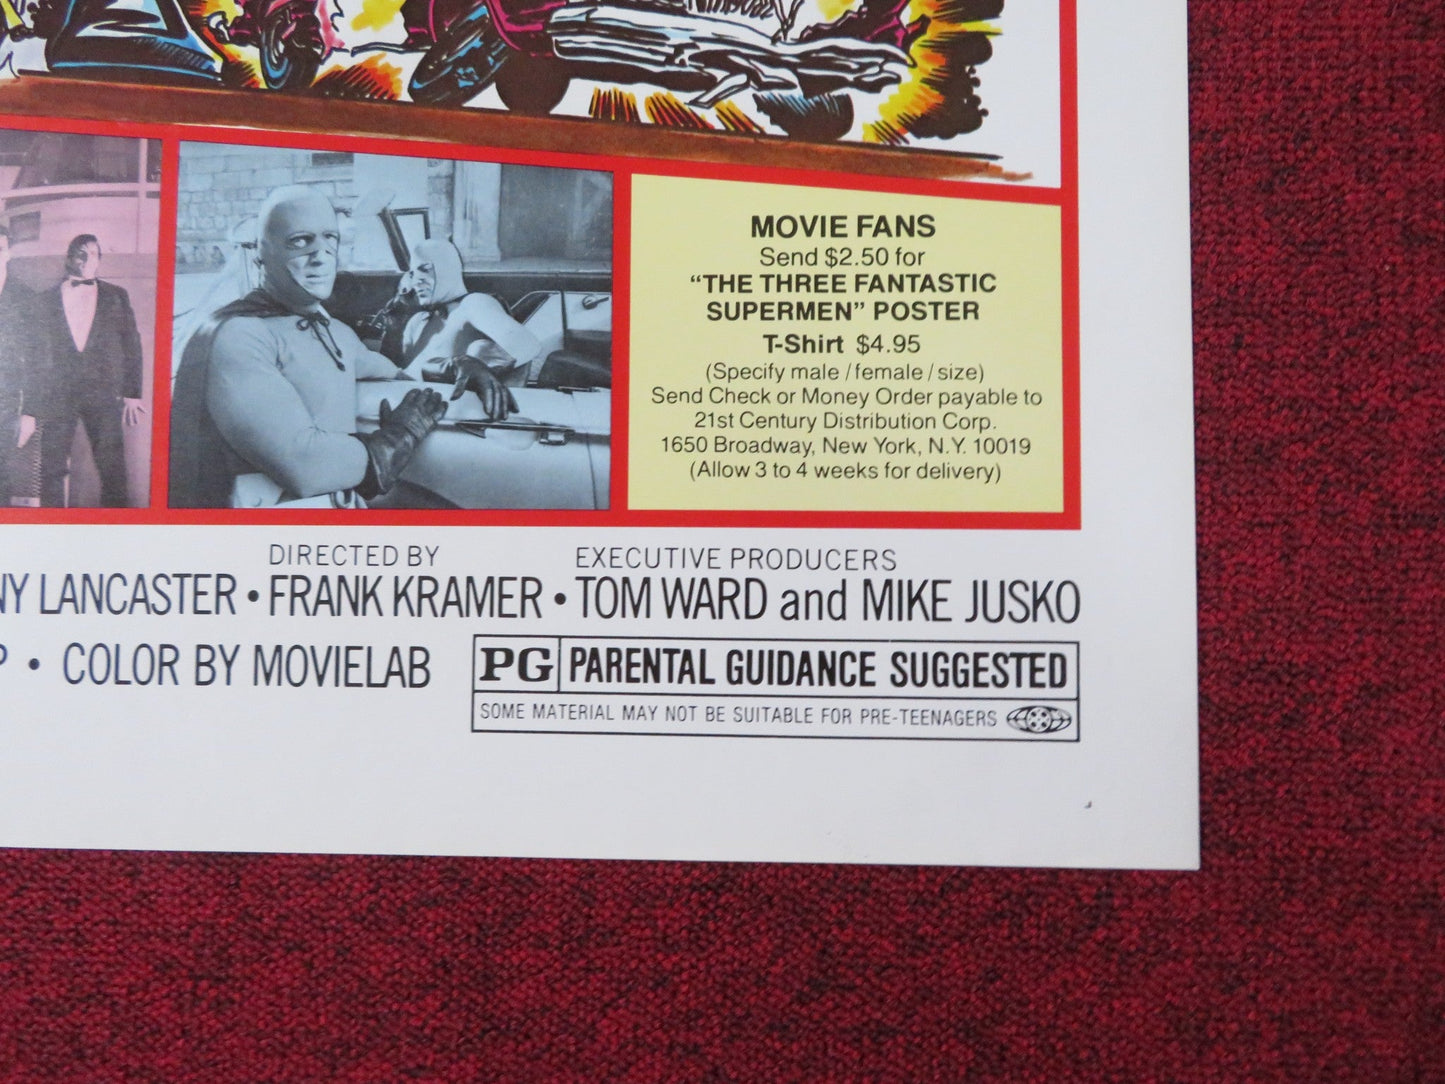 MOVIE FANS
Send $2.50 for
“THE THREE FANTASTIC
SUPERMEN” POSTER
T-Shirt $4.95
(Specify male / female / size)
Send Check or Money Order payable to
21st Century Distribution Corp.
1650 Broadway, New York, N.Y. 10019
(Allow 3 to 4 weeks for delivery)
DIRECTED BY EXECUTIVE PRODUCERS
NY LANCASTER • FRANK KRAMER • TOM WARD and MIKE JUSKO
P • COLOR BY MOVIELAB
PG PARENTAL GUIDANCE SUGGESTED
SOME MATERIAL MAY NOT BE SUITABLE FOR PRE-TEENAGERS